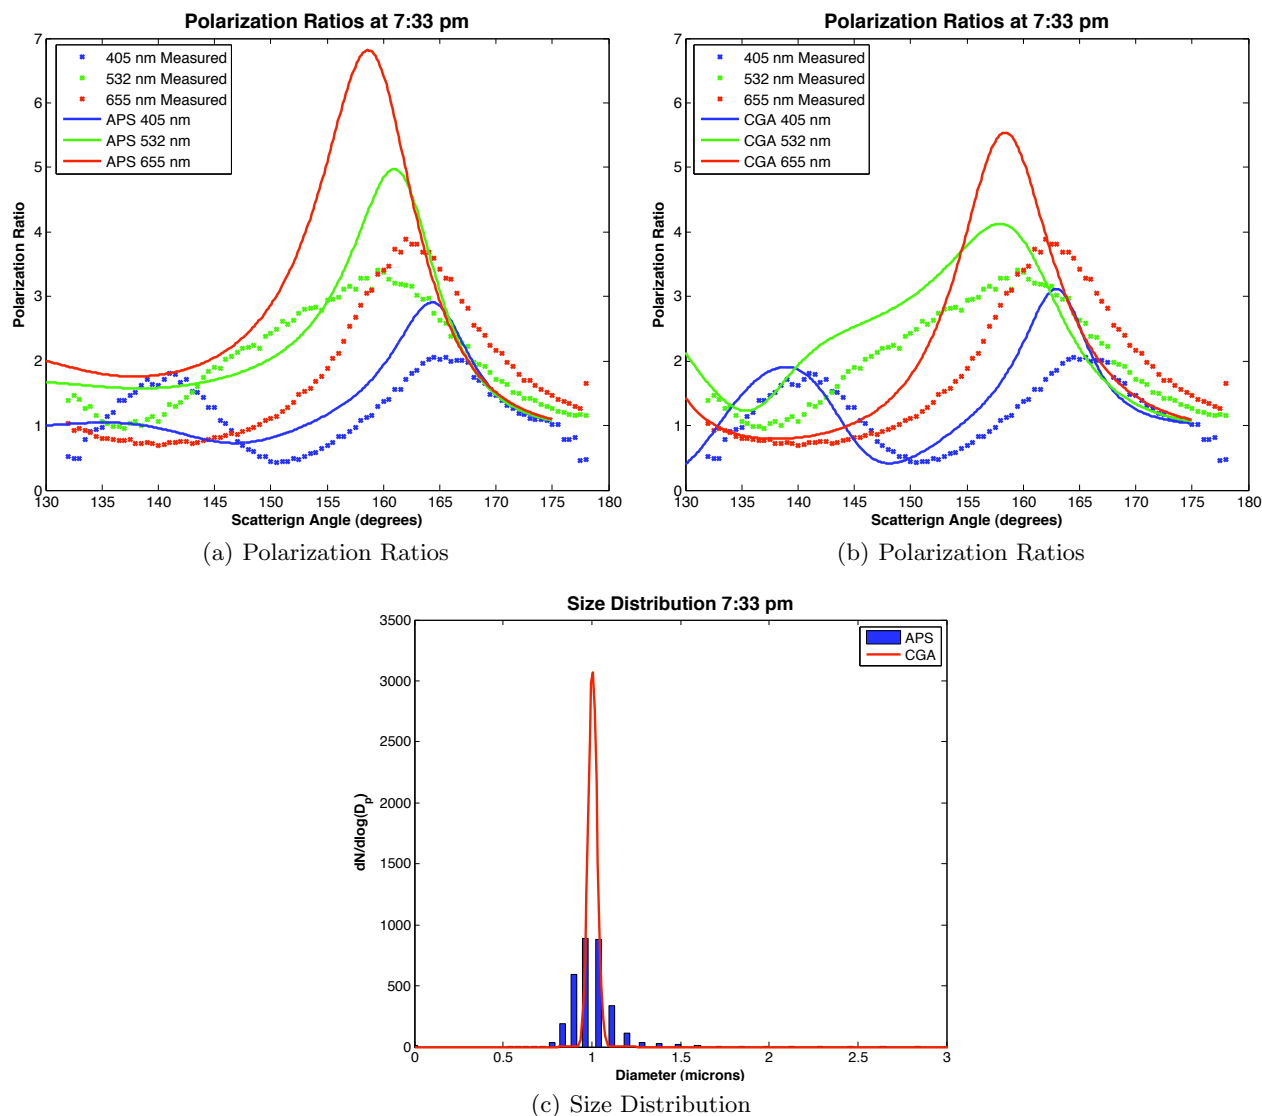 Polarization Ratios at 7:33 pm
7
6
5
4
3
2
1
0
Polarization Ratio
405 nm Measured
532 nm Measured
655 nm Measured
APS 405 nm
APS 532 nm
APS 655 nm
130 135 140 145 150 155 160 165 170 175 180
Scatterign Angle (degrees)
(a) Polarization Ratios
Polarization Ratios at 7:33 pm
7
6
5
4
3
2
1
0
Polarization Ratio
405 nm Measured
532 nm Measured
655 nm Measured
CGA 405 nm
CGA 532 nm
CGA 655 nm
130 135 140 145 150 155 160 165 170 175 180
Scatterign Angle (degrees)
(b) Polarization Ratios
Size Distribution 7:33 pm
3500
3000
2500
2000
1500
1000
500
0
dN/dlog(D_p)
APS
CGA
0 0.5 1 1.5 2 2.5 3
Diameter (microns)
(c) Size Distribution